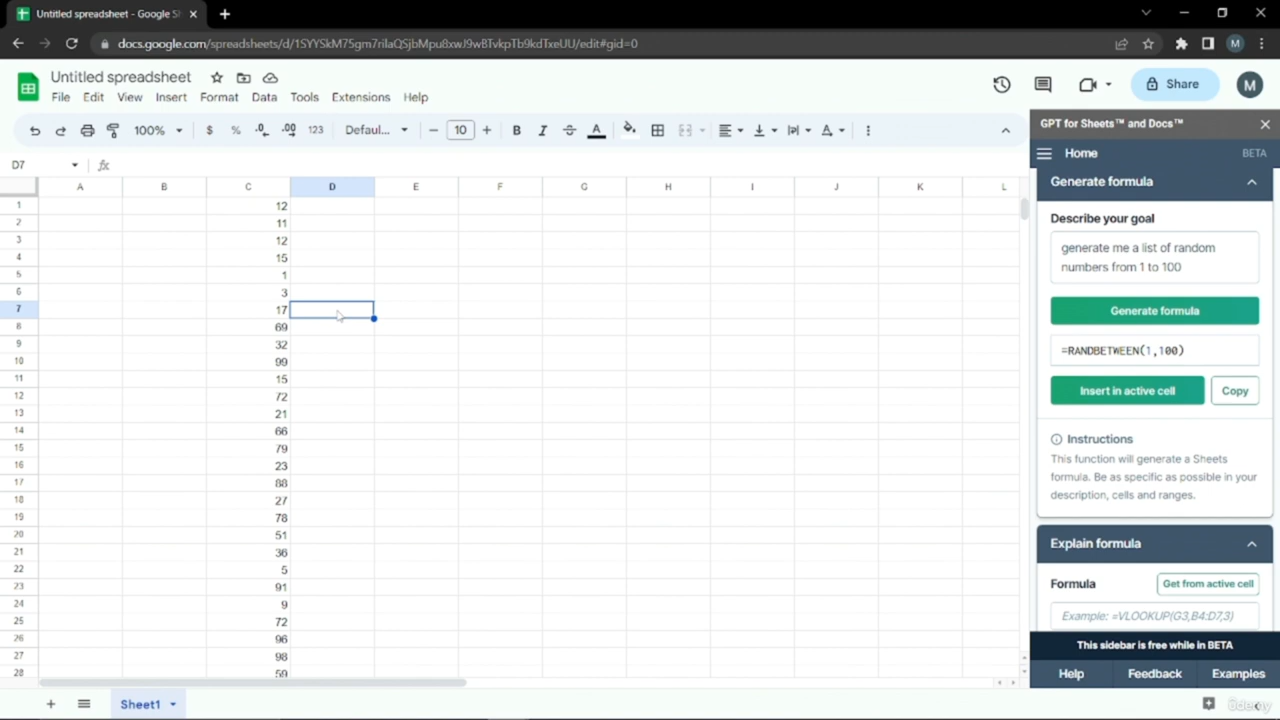 Untitled spreadsheet - Google Sh
docs.google.com/spreadsheets/d/1SYYSkM75gm7rilaQSjbMpu8xwJ9wBTvkpTb9kdTxeUU/edit#gid=0
M
Untitled spreadsheet
File Edit View Insert Format Data Tools Extensions Help
Share
M
100% $ % .0 .00 123 Defaul... − 10 + B I A
D7 fx
A B C D E F G H I J K L
1 12
2 11
3 12
4 15
5 1
6 3
7 17
8 69
9 32
10 99
11 15
12 72
13 21
14 66
15 79
16 23
17 88
18 27
19 78
20 51
21 36
22 5
23 91
24 9
25 72
26 96
27 98
28 59
Sheet1
GPT for Sheets™ and Docs™
Home BETA
Generate formula
Describe your goal
generate me a list of random
numbers from 1 to 100
Generate formula
=RANDBETWEEN(1,100)
Insert in active cell Copy
Instructions
This function will generate a Sheets
formula. Be as specific as possible in your
description, cells and ranges.
Explain formula
Formula Get from active cell
Example: =VLOOKUP(G3,B4:D7,3)
This sidebar is free while in BETA
Help Feedback Examples
ûdemy